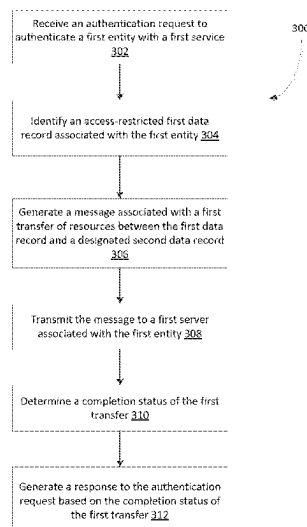 Receive an authentication request to
authenticate a first entity with a first service
302
300
Identify an access-restricted first data
record associated with the first entity 304
Generate a message associated with a first
transfer of resources between the first data
record and a designated second data record
306
Transmit the message to a first server
associated with the first entity 308
Determine a completion status of the first
transfer 310
Generate a response to the authentication
request based on the completion status of
the first transfer 312